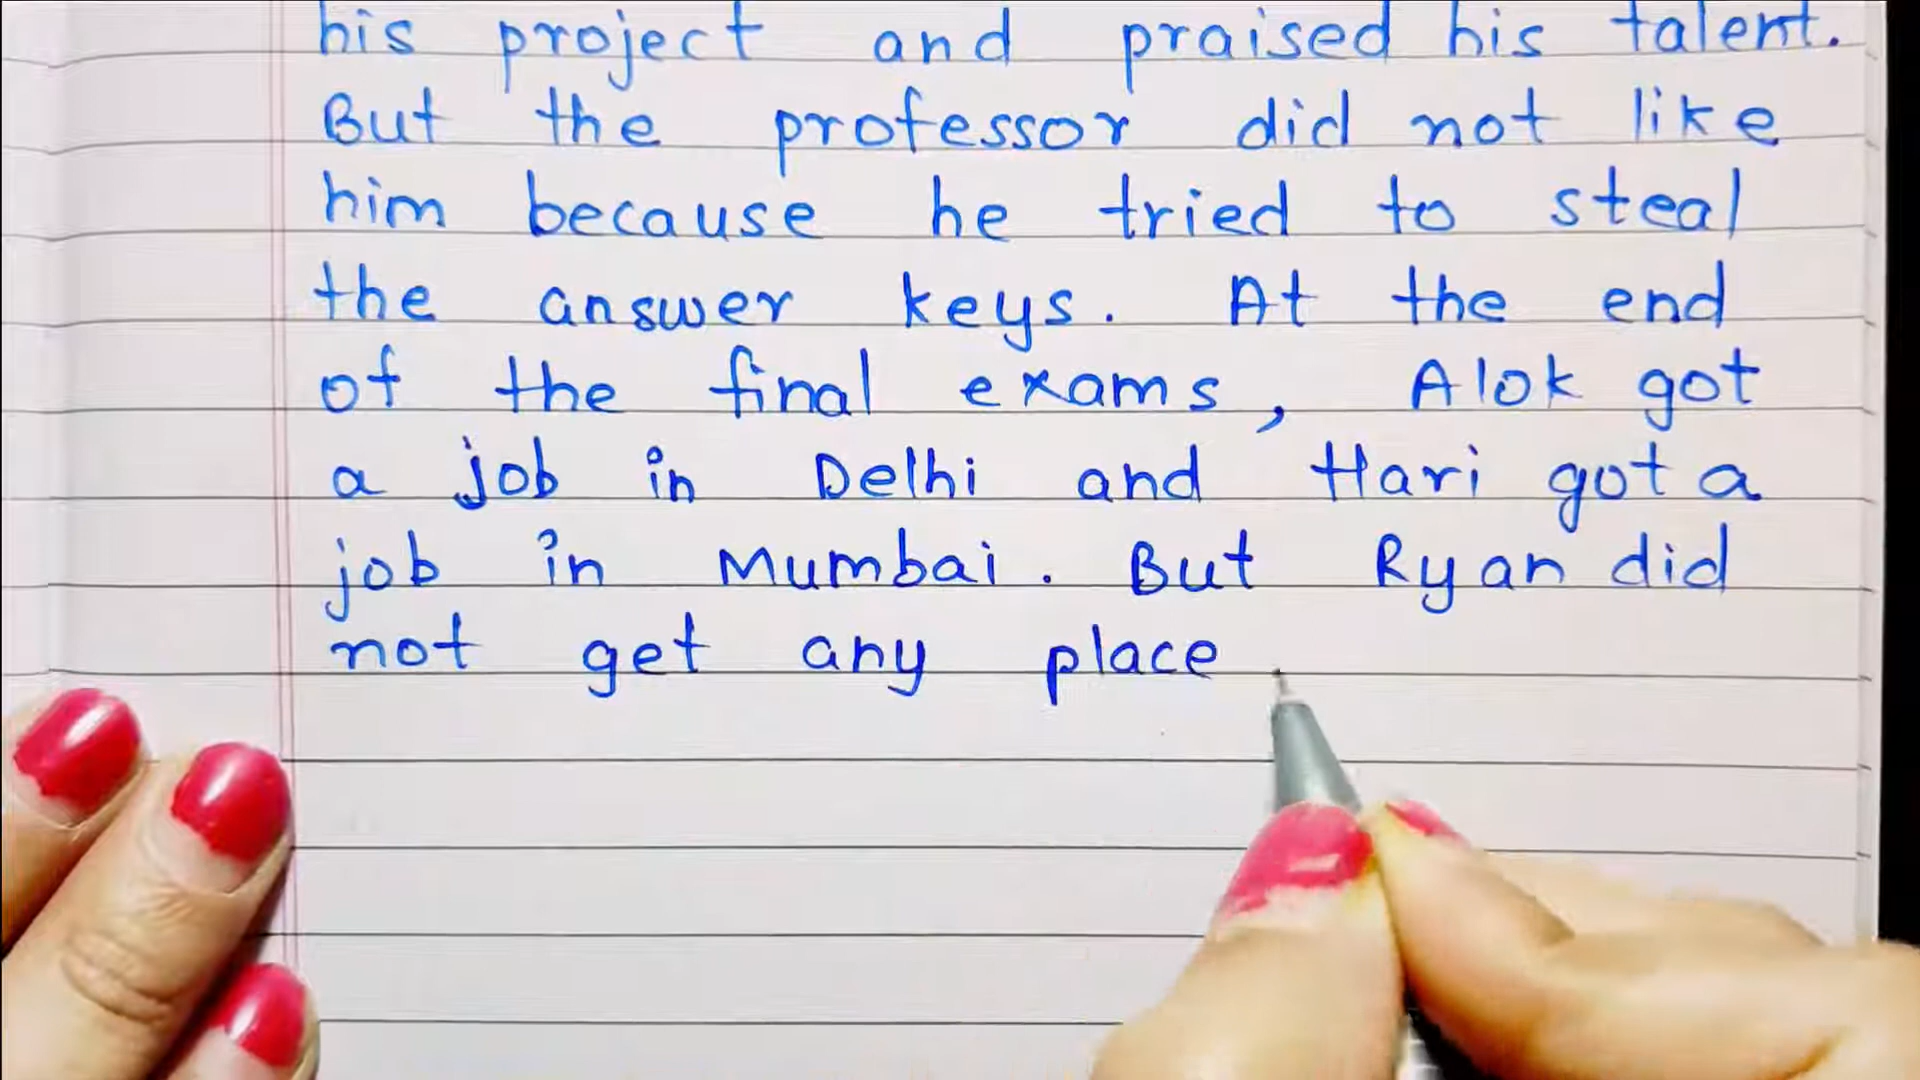 his project and praised his talent.
But the professor did not like
him because he tried to steal
the answer keys. At the end
of the final exams, Alok got
a job in Delhi and Hari got a
job in Mumbai. But Ryan did
not get any place